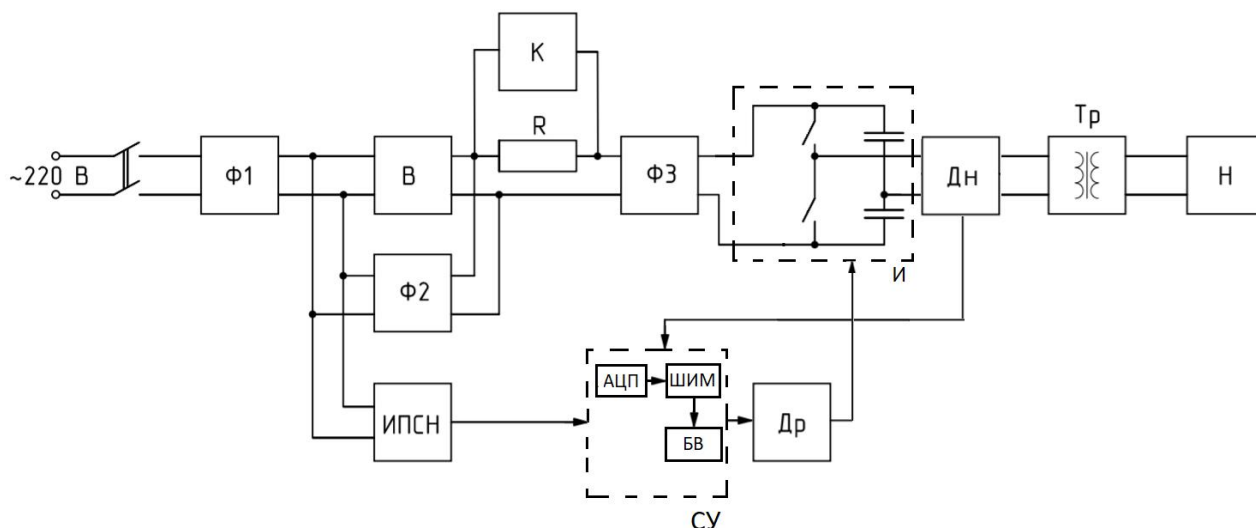 К
R
Тр
~220 В
Ф1
В
Ф3
Дн
Н
И
Ф2
АЦП
ШИМ
ИПСН
БВ
Др
СУ